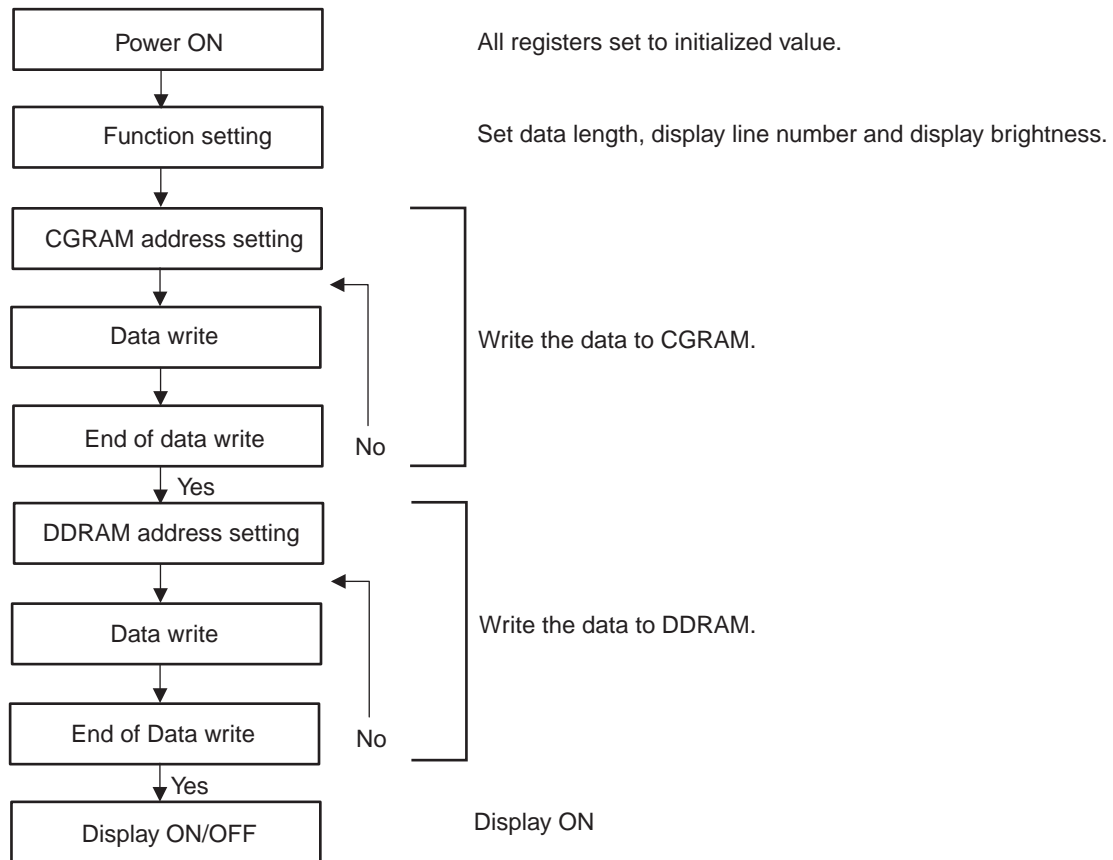 Power ON
All registers set to initialized value.
Function setting
Set data length, display line number and display brightness.
CGRAM address setting
Data write
Write the data to CGRAM.
End of data write
No
Yes
DDRAM address setting
Data write
Write the data to DDRAM.
End of Data write
No
Yes
Display ON/OFF
Display ON